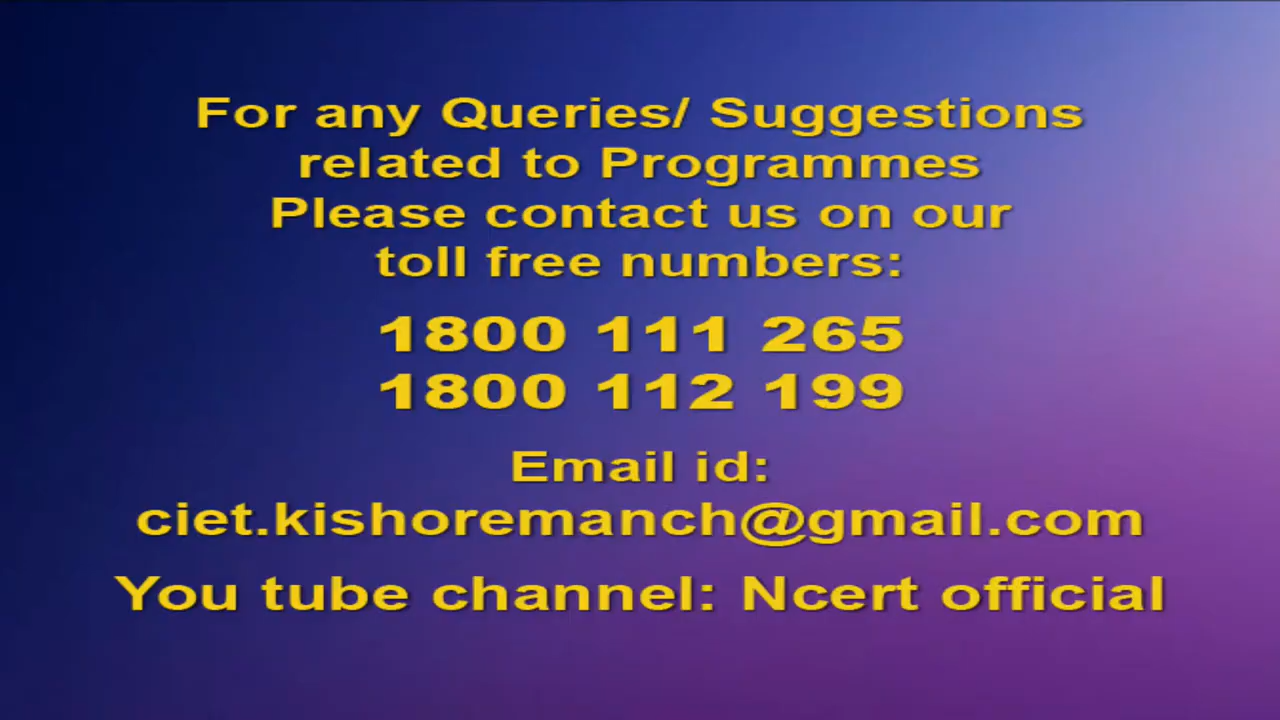 For any Queries/ Suggestions
related to Programmes
Please contact us on our
toll free numbers:
1800 111 265
1800 112 199
Email id:
ciet.kishoremanch@gmail.com
You tube channel: Ncert official